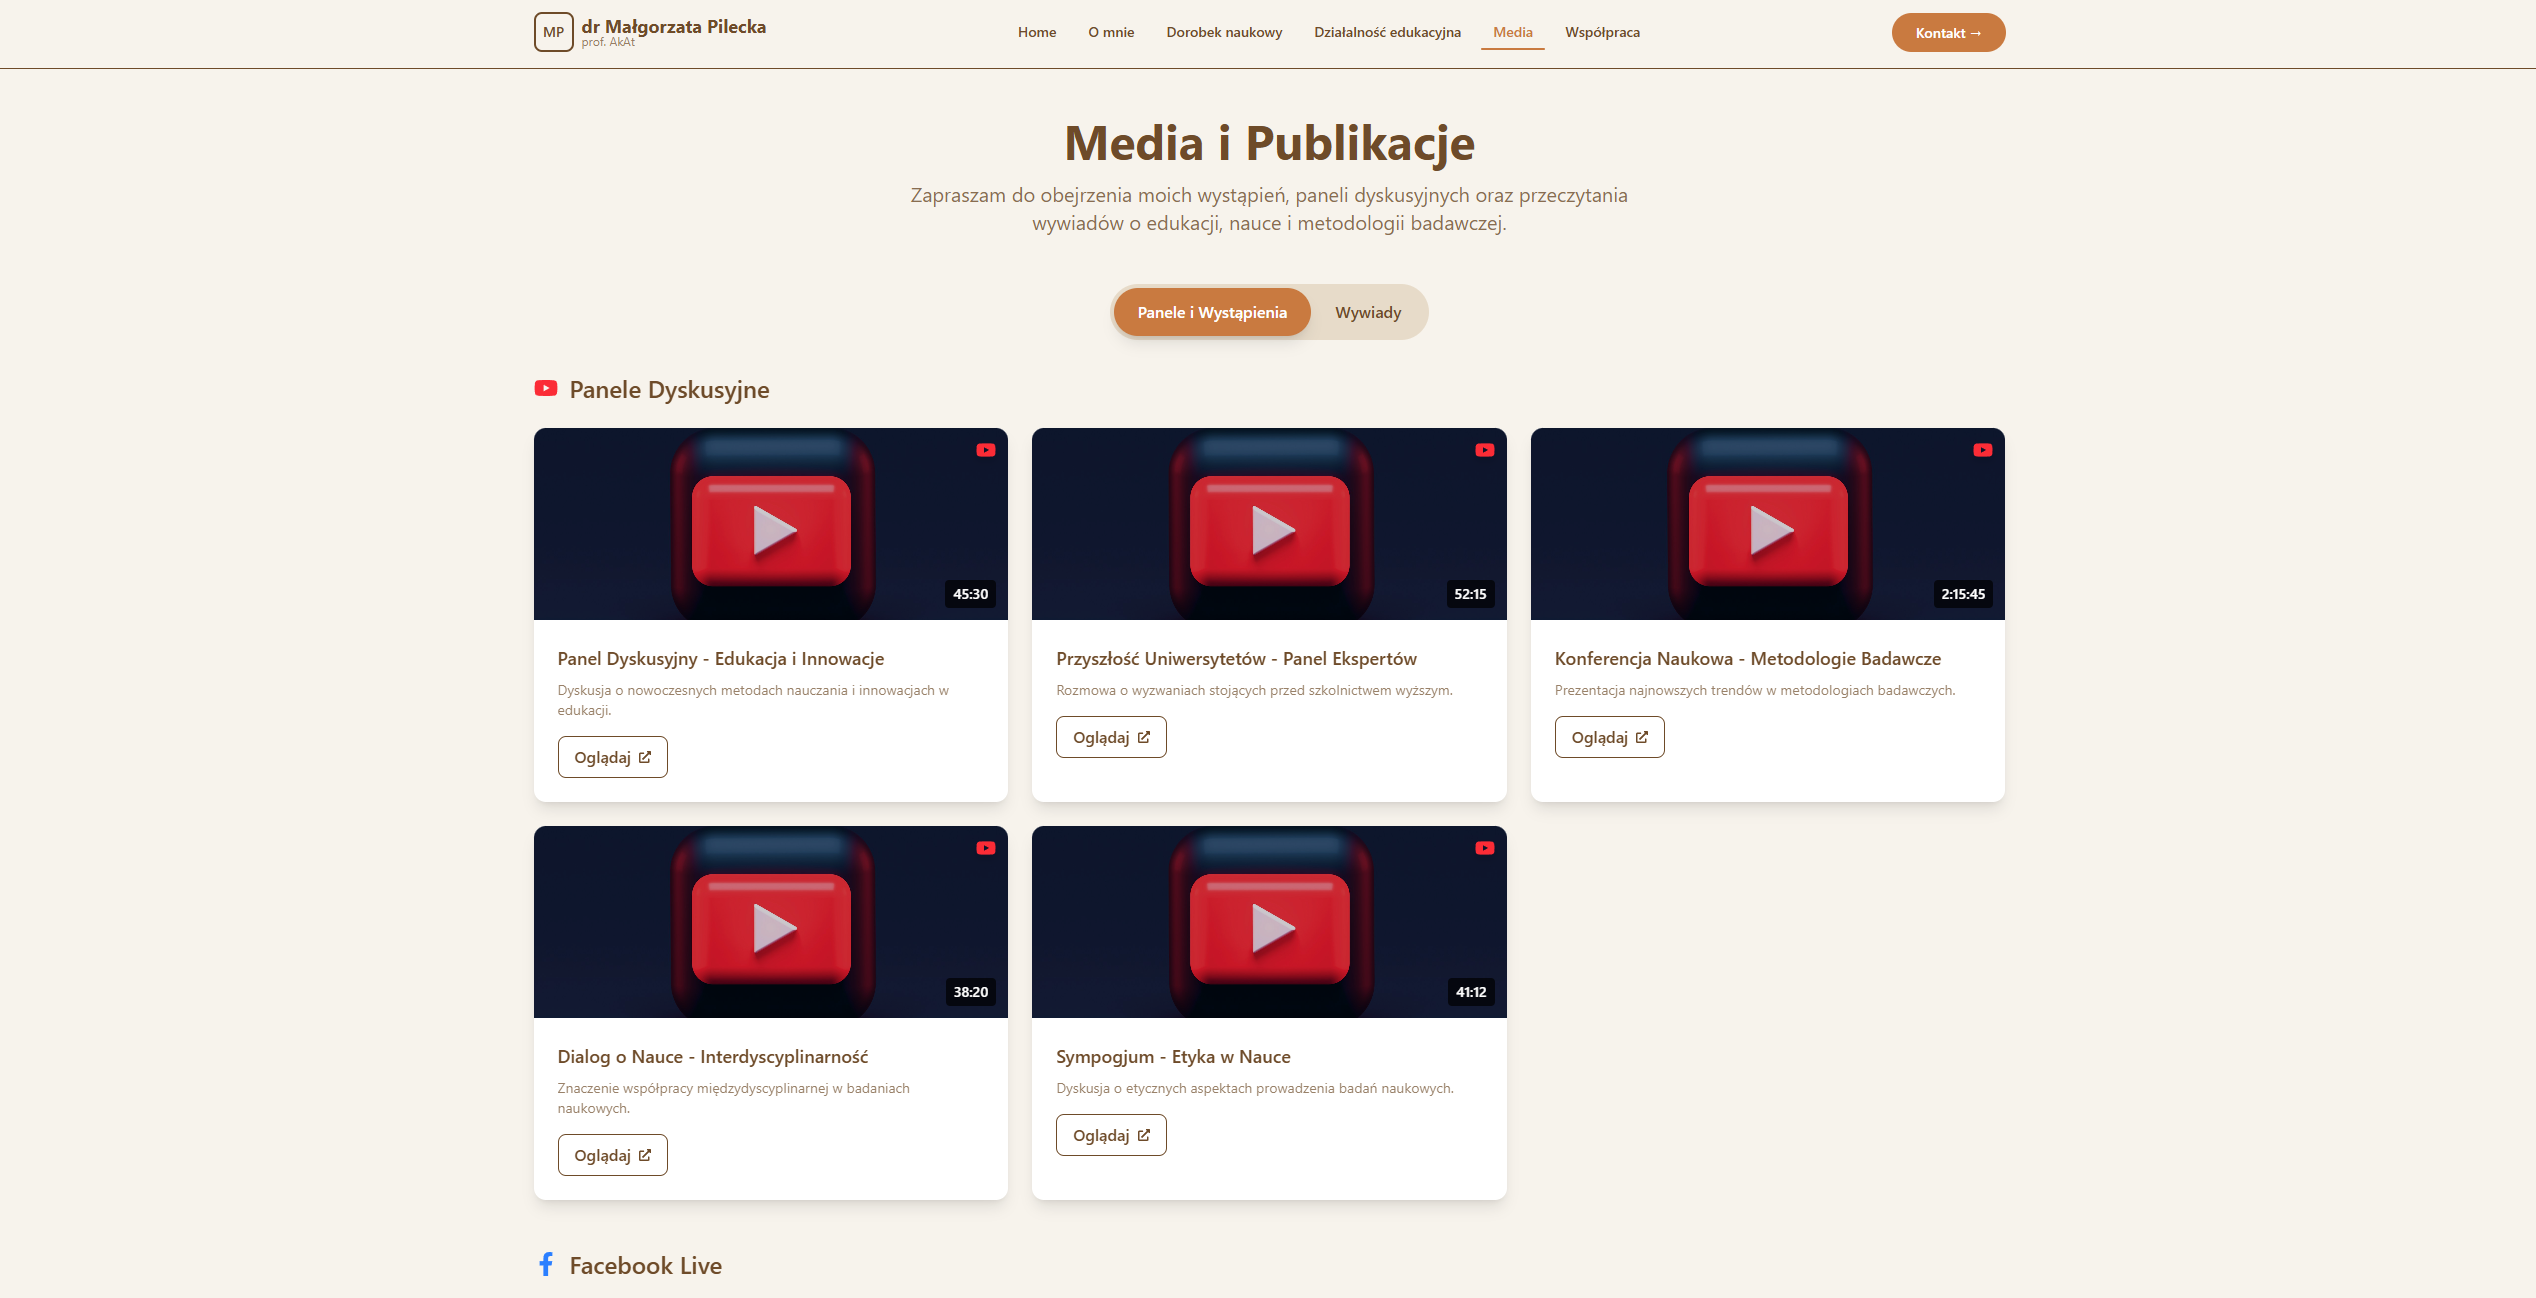 MP
dr Małgorzata Pilecka
prof. AkAt
Home
O mnie
Dorobek naukowy
Działalność edukacyjna
Media
Współpraca
Kontakt →
Media i Publikacje
Zapraszam do obejrzenia moich wystąpień, paneli dyskusyjnych oraz przeczytania
wywiadów o edukacji, nauce i metodologii badawczej.
Panele i Wystąpienia
Wywiady
Panele Dyskusyjne
45:30
52:15
2:15:45
Panel Dyskusyjny - Edukacja i Innowacje
Dyskusja o nowoczesnych metodach nauczania i innowacjach w
edukacji.
Oglądaj
Przyszłość Uniwersytetów - Panel Ekspertów
Rozmowa o wyzwaniach stojących przed szkolnictwem wyższym.
Oglądaj
Konferencja Naukowa - Metodologie Badawcze
Prezentacja najnowszych trendów w metodologiach badawczych.
Oglądaj
38:20
41:12
Dialog o Nauce - Interdyscyplinarność
Znaczenie współpracy międzydyscyplinarnej w badaniach
naukowych.
Oglądaj
Sympogjum - Etyka w Nauce
Dyskusja o etycznych aspektach prowadzenia badań naukowych.
Oglądaj
Facebook Live